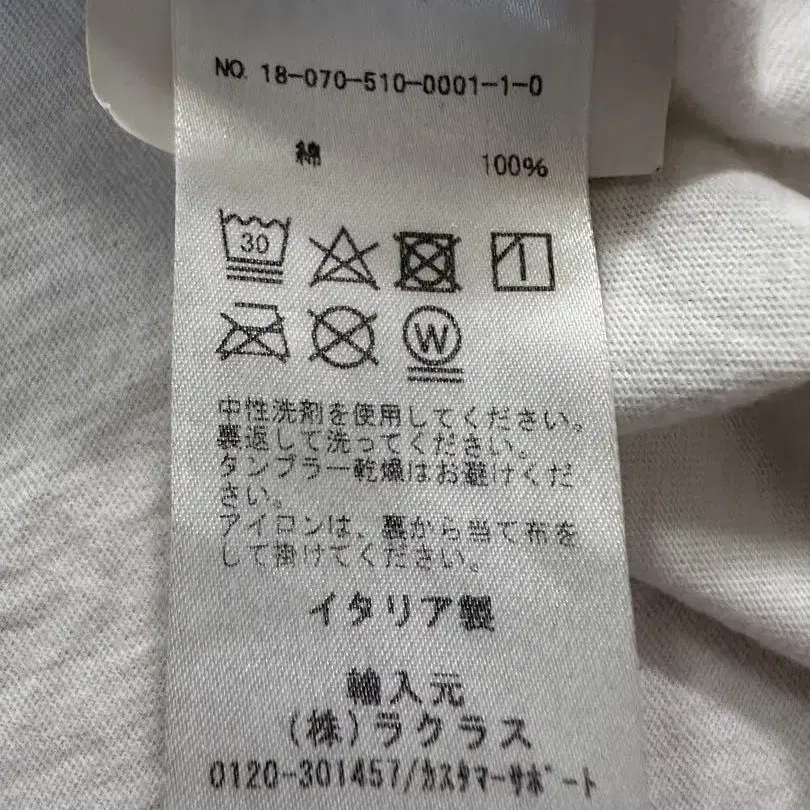 NO. 18-070-510-0001-1-0
綿 100%
30
W
中性洗剤を使用してください。
裏返して洗ってください。
タンブラー乾燥はお避けくだ
さい。
アイロンは、裏から当て布を
して掛けてください。
イタリア製
輸入元
(株)ラクラス
0120-301457/カスタマーサポート